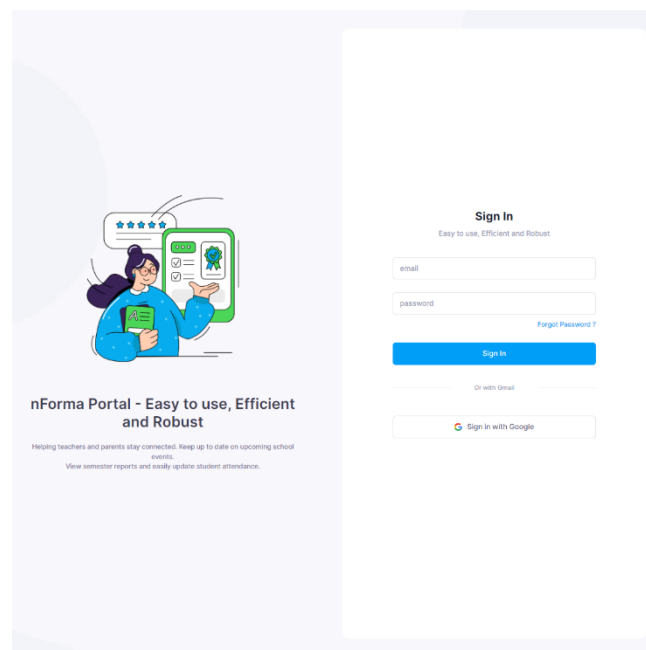 A=
nForma Portal - Easy to use, Efficient
and Robust
Helping teachers and parents stay connected. Keep up to date on upcoming school
events.
View semester reports and easily update student attendance.
Sign In
Easy to use, Efficient and Robust
email
password
Forgot Password ?
Sign In
Or with Gmail
Sign in with Google